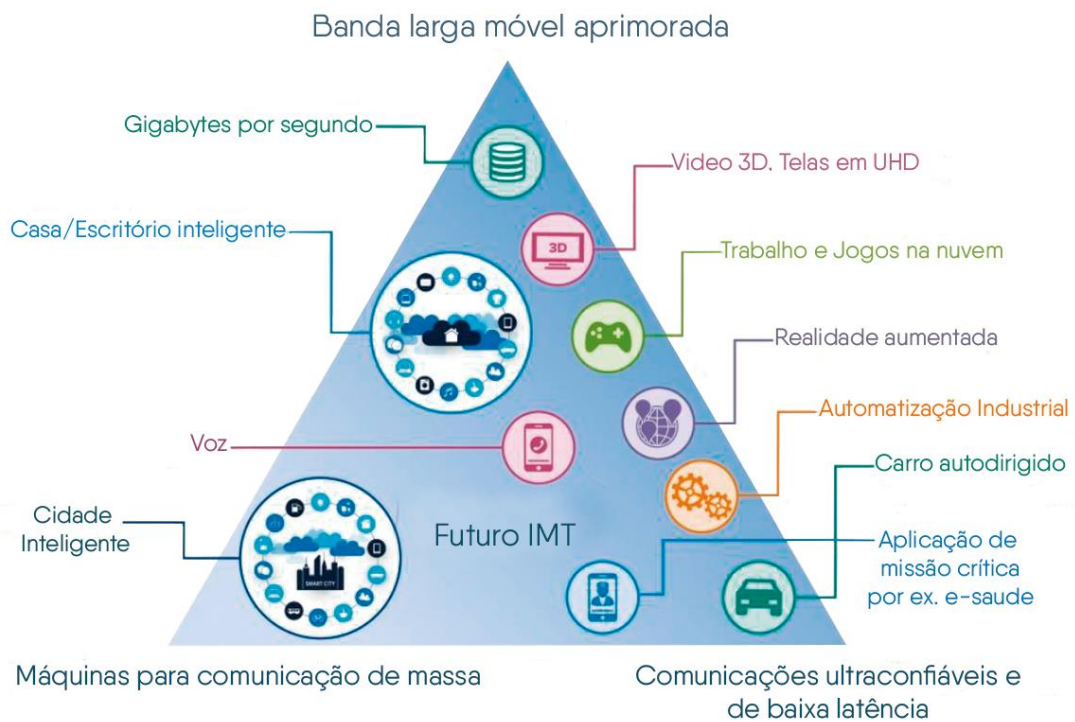 Banda larga móvel aprimorada
Gigabytes por segundo
Video 3D, Telas em UHD
3D
Casa/Escritório inteligente
Trabalho e Jogos na nuvem
Realidade aumentada
Automatização Industrial
Voz
Carro autodirigido
Cidade
Inteligente
Futuro IMT
SMART CITY
Aplicação de
missão crítica
por ex. e-saude
Máquinas para comunicação de massa
Comunicações ultraconfiáveis e
de baixa latência